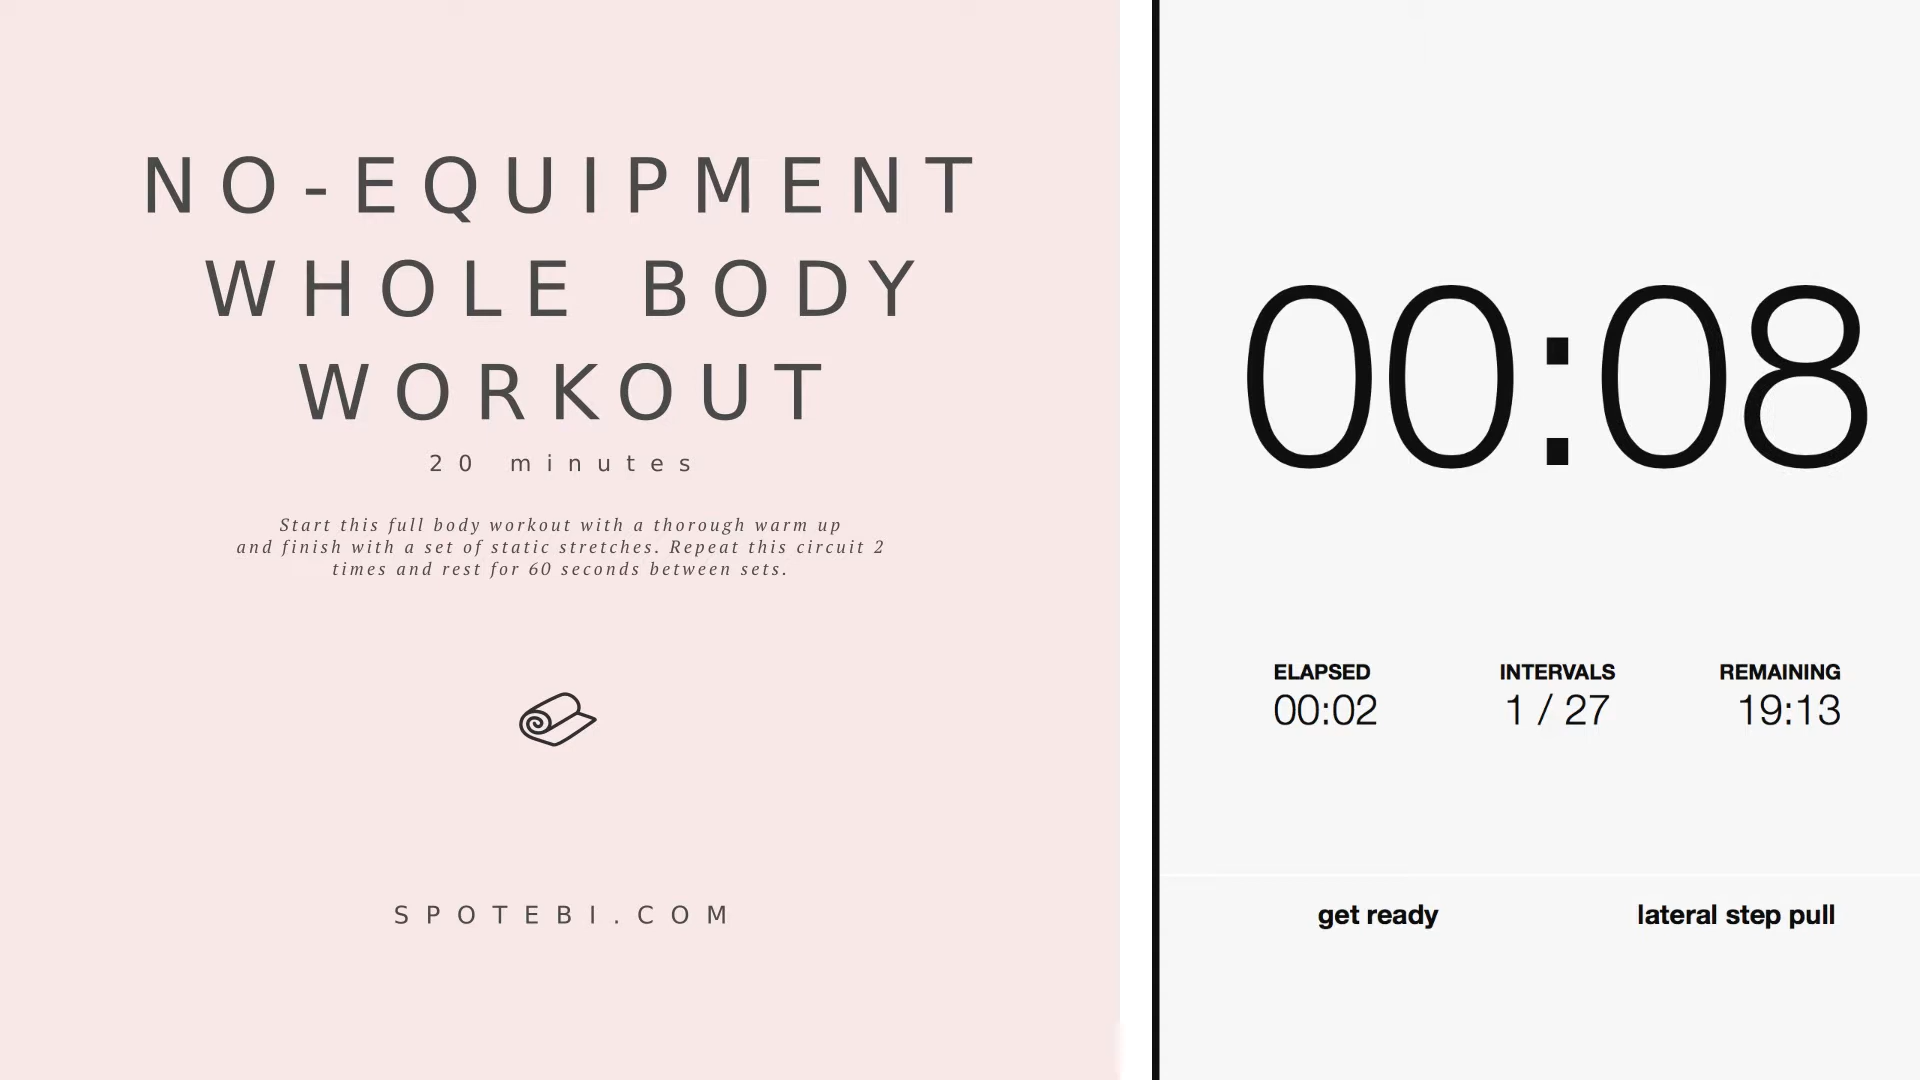 NO-EQUIPMENT
WHOLE BODY
WORKOUT
20 minutes
Start this full body workout with a thorough warm up
and finish with a set of static stretches. Repeat this circuit 2
times and rest for 60 seconds between sets.
SPOTEBI.COM
00:08
ELAPSED INTERVALS REMAINING
00:02 1 / 27 19:13
get ready lateral step pull